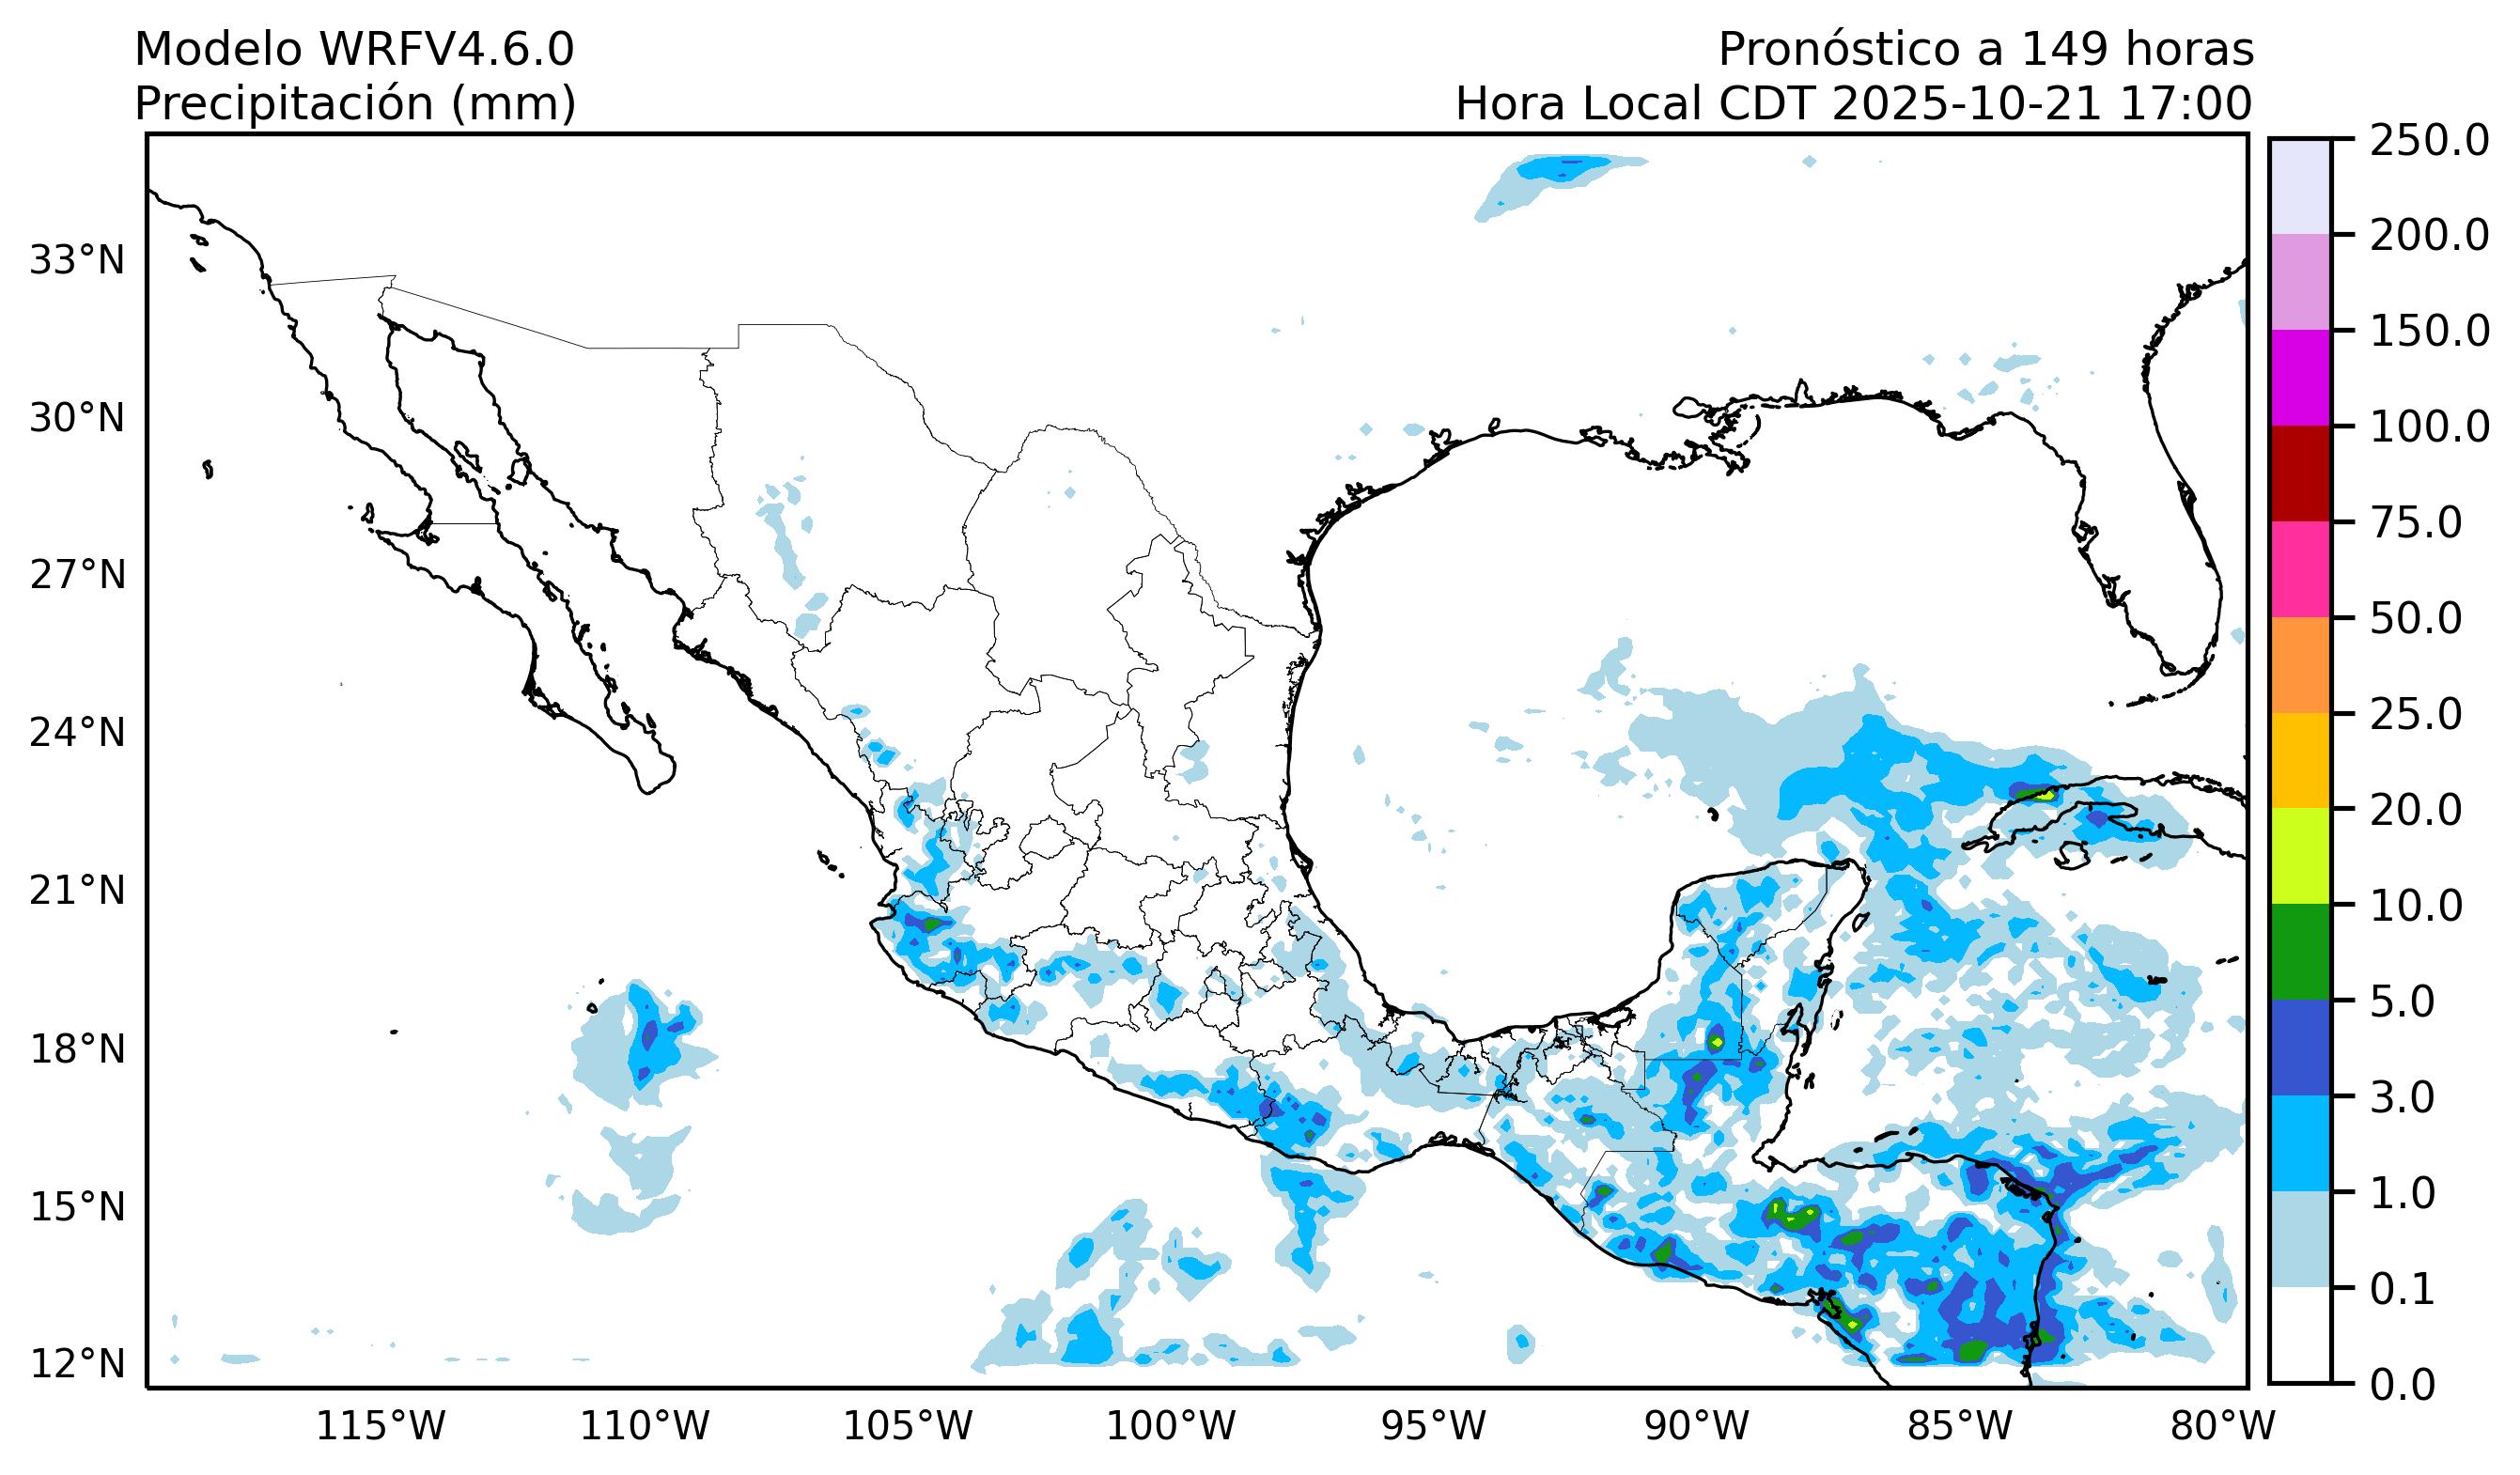 Modelo WRFV4.6.0
Precipitación (mm)
Pronóstico a 149 horas
Hora Local CDT 2025-10-21 17:00
33°N
30°N
27°N
24°N
21°N
18°N
15°N
12°N
115°W
110°W
105°W
100°W
95°W
90°W
85°W
80°W
250.0
200.0
150.0
100.0
75.0
50.0
25.0
20.0
10.0
5.0
3.0
1.0
0.1
0.0